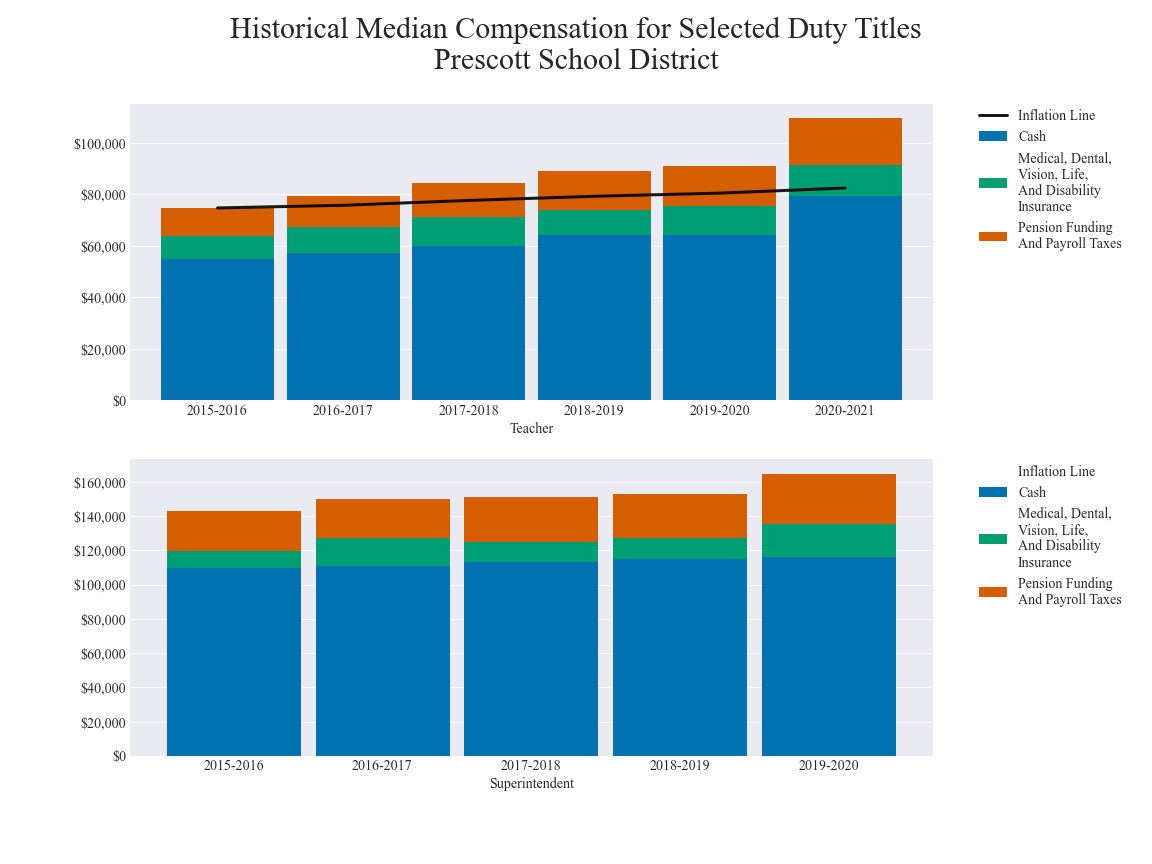 Historical Median Compensation for Selected Duty Titles
Prescott School District
$100,000
$80,000
$60,000
$40,000
$20,000
$0
2015-2016
2016-2017
2017-2018
2018-2019
2019-2020
2020-2021
Teacher
Inflation Line
Cash
Medical, Dental,
Vision, Life,
And Disability
Insurance
Pension Funding
And Payroll Taxes
$160,000
$140,000
$120,000
$100,000
$80,000
$60,000
$40,000
$20,000
$0
2015-2016
2016-2017
2017-2018
2018-2019
2019-2020
Superintendent
Inflation Line
Cash
Medical, Dental,
Vision, Life,
And Disability
Insurance
Pension Funding
And Payroll Taxes